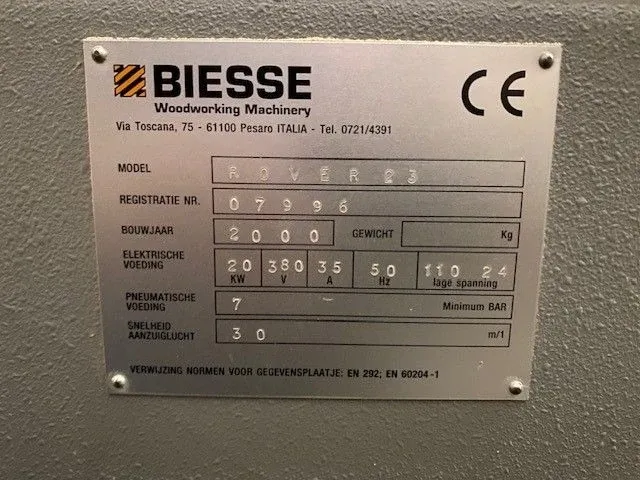 BIESSE
Woodworking Machinery
Via Toscana, 75 - 61100 Pesaro ITALIA - Tel. 0721/4391
CE
MODEL ROVER 23
REGISTRATIE NR. 07996
BOUWJAAR 2000 GEWICHT Kg
ELEKTRISCHE VOEDING 20 KW 380 V 35 A 50 Hz 110 24 lage spanning
PNEUMATISCHE VOEDING 7 - Minimum BAR
SNELHEID AANZUIGLUCHT 30 m/1
VERWIJZING NORMEN VOOR GEGEVENSPLAATJE: EN 292; EN 60204-1